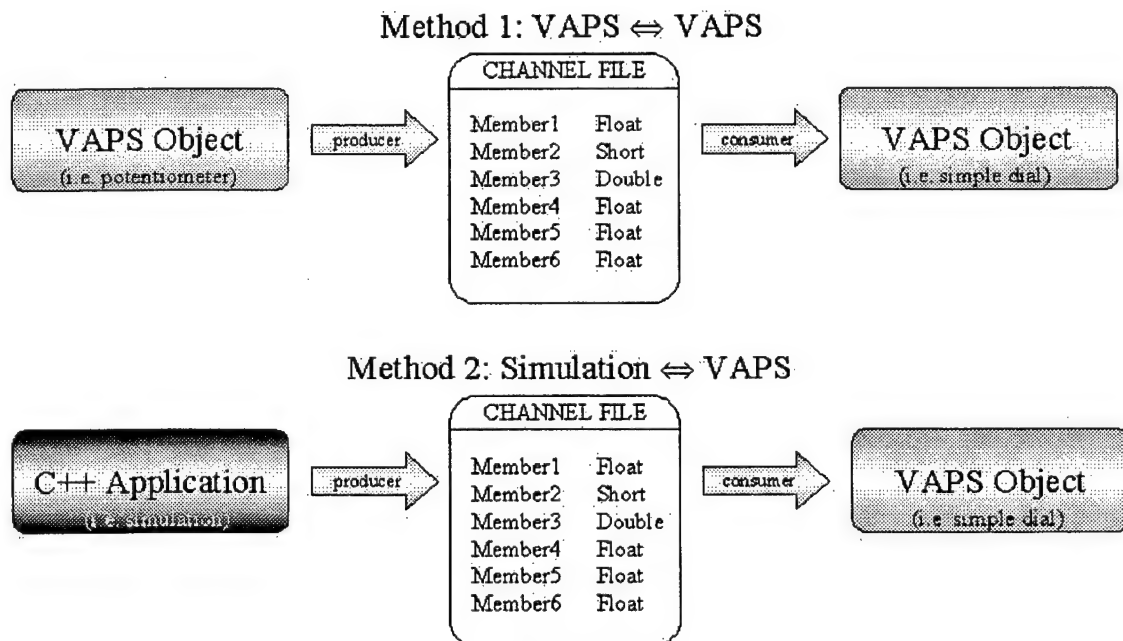 Method 1: VAPS ⇔ VAPS
VAPS Object
(i.e. potentiometer)
producer
CHANNEL FILE
Member1 Float
Member2 Short
Member3 Double
Member4 Float
Member5 Float
Member6 Float
consumer
VAPS Object
(i.e. simple dial)
Method 2: Simulation ⇔ VAPS
C++ Application
(i.e. simulation)
producer
CHANNEL FILE
Member1 Float
Member2 Short
Member3 Double
Member4 Float
Member5 Float
Member6 Float
consumer
VAPS Object
(i.e simple dial)